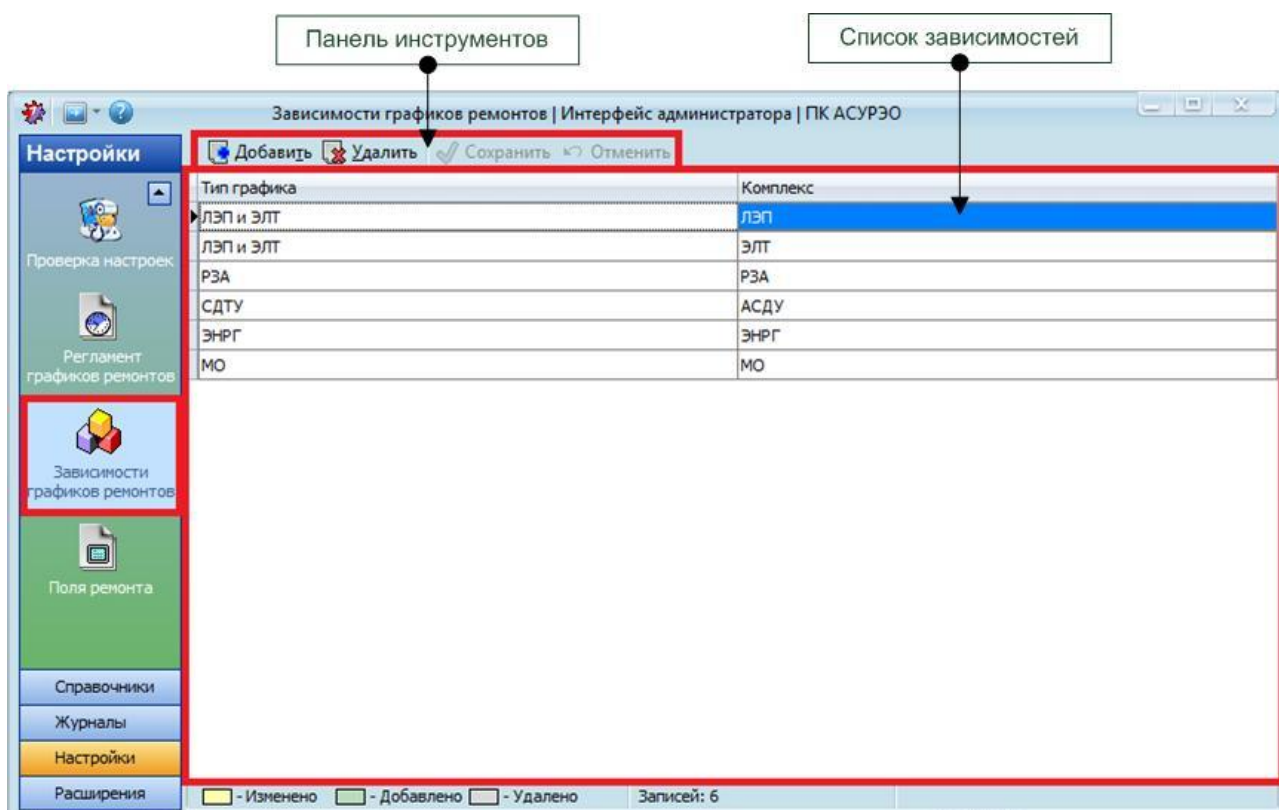 Панель инструментов
Список зависимостей
Зависимости графиков ремонтов | Интерфейс администратора | ПК АСУРЭО
Настройки
Добавить Удалить Сохранить Отменить
Тип графика Комплекс
ЛЭП и ЭЛТ ЛЭП
ЛЭП и ЭЛТ ЭЛТ
РЗА РЗА
СДТУ АСДУ
ЭНРГ ЭНРГ
МО МО
Проверка настроек
Регламент
графиков ремонтов
Зависимости
графиков ремонтов
Поля ремонта
Справочники
Журналы
Настройки
Расширения
- Изменено - Добавлено - Удалено Записей: 6